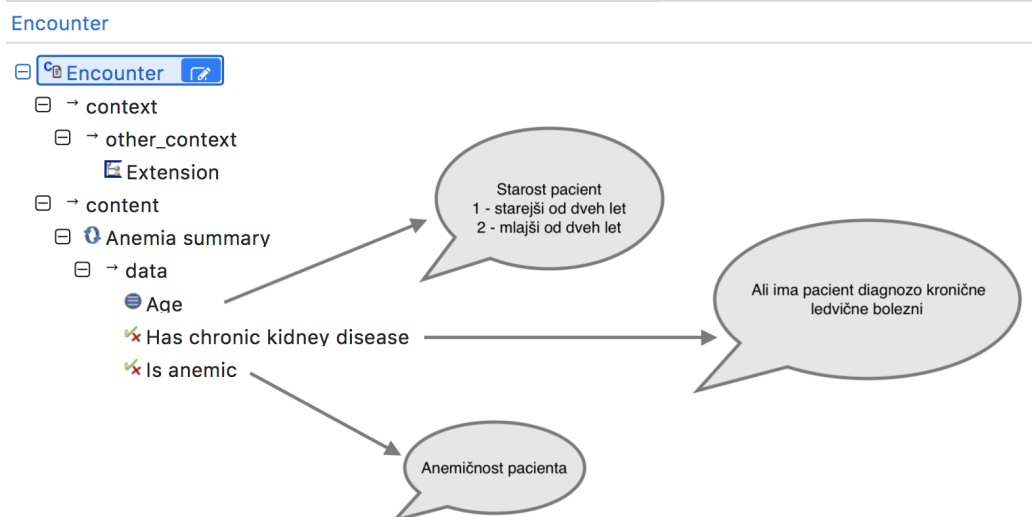 Encounter
Encounter
context
other_context
Extension
content
Anemia summary
data
Age
Has chronic kidney disease
Is anemic
Starost pacient
1 - starejši od dveh let
2 - mlajši od dveh let
Ali ima pacient diagnozo kronične
ledvične bolezni
Anemičnost pacienta